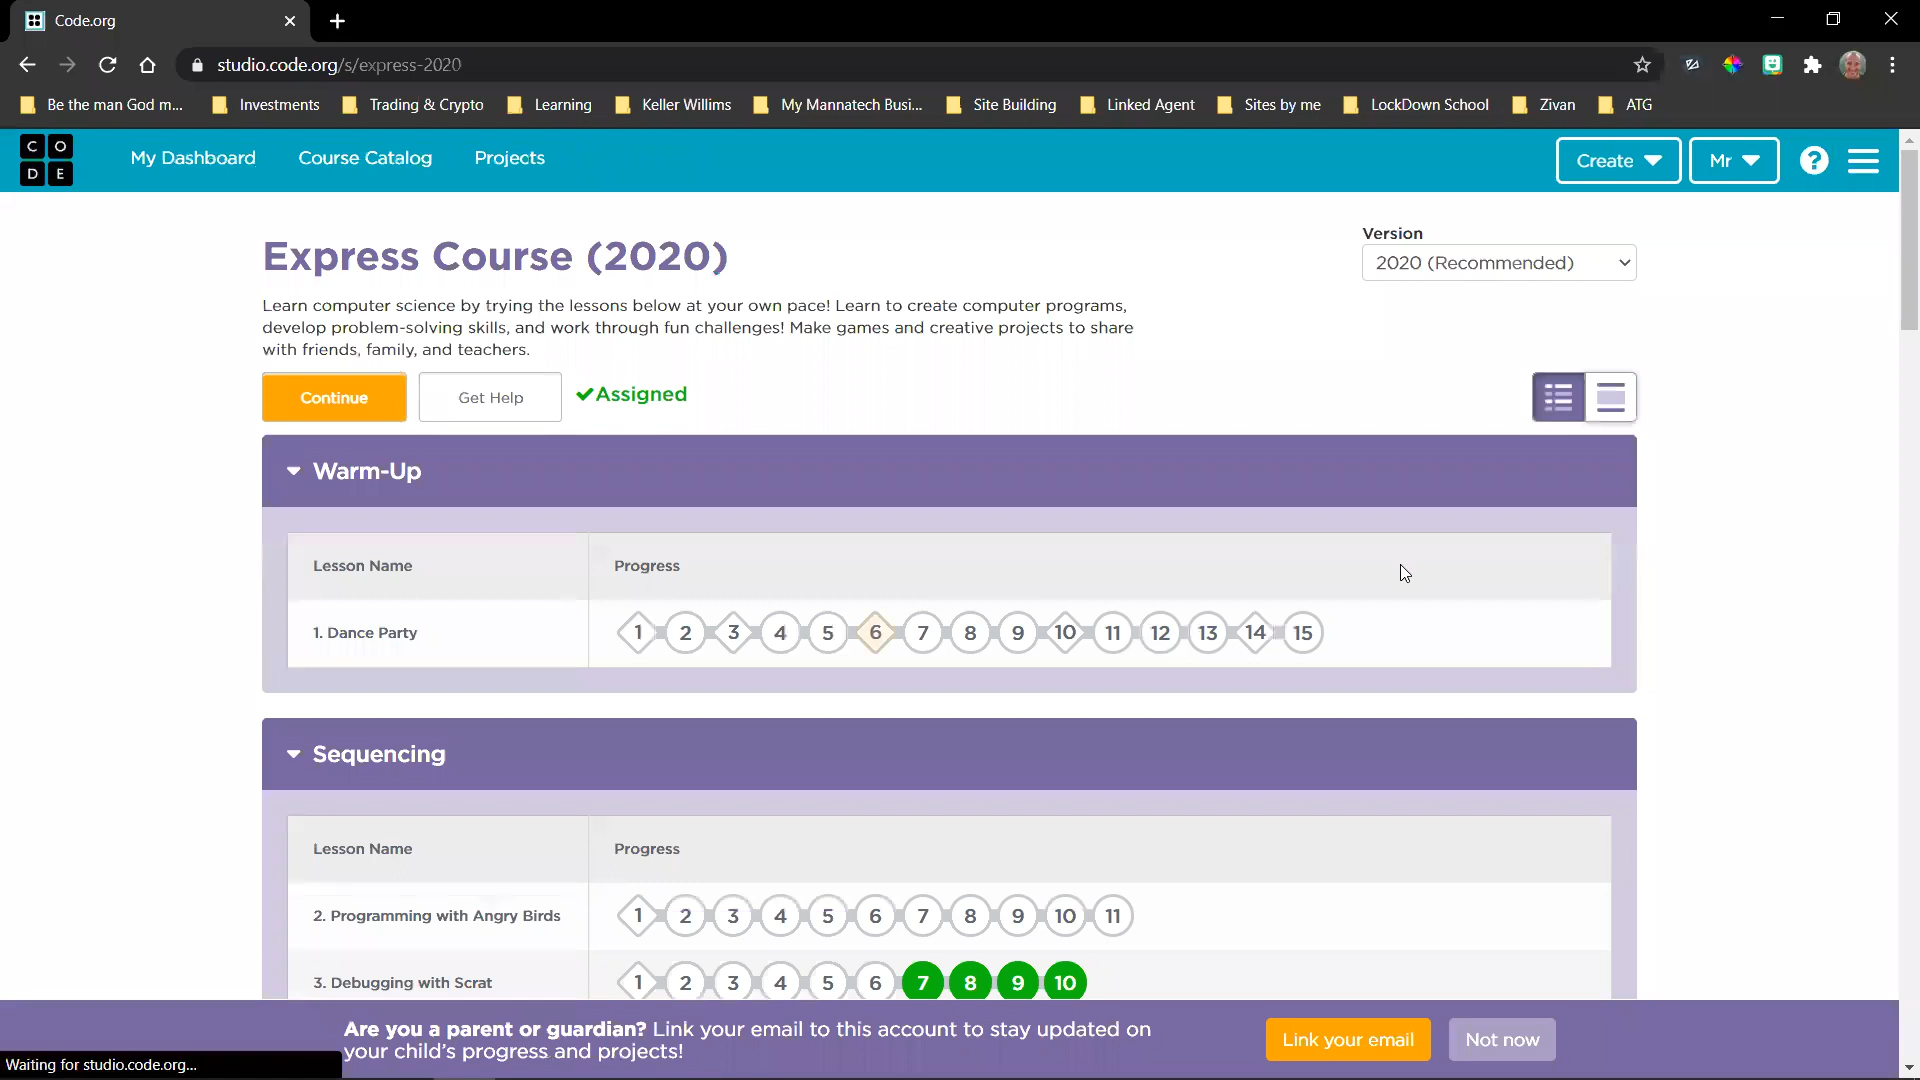 Code.org
studio.code.org/s/express-2020
Be the man God m... Investments Trading & Crypto Learning Keller Willims My Mannatech Busi... Site Building Linked Agent Sites by me LockDown School Zivan ATG
C O
D E
My Dashboard Course Catalog Projects Create Mr ?
Express Course (2020)
Version
2020 (Recommended)
Learn computer science by trying the lessons below at your own pace! Learn to create computer programs,
develop problem-solving skills, and work through fun challenges! Make games and creative projects to share
with friends, family, and teachers.
Continue Get Help Assigned
Warm-Up
Lesson Name Progress
1. Dance Party 1 2 3 4 5 6 7 8 9 10 11 12 13 14 15
Sequencing
Lesson Name Progress
2. Programming with Angry Birds 1 2 3 4 5 6 7 8 9 10 11
3. Debugging with Scrat 1 2 3 4 5 6 7 8 9 10
Are you a parent or guardian? Link your email to this account to stay updated on
your child's progress and projects!
Link your email Not now
Waiting for studio.code.org...